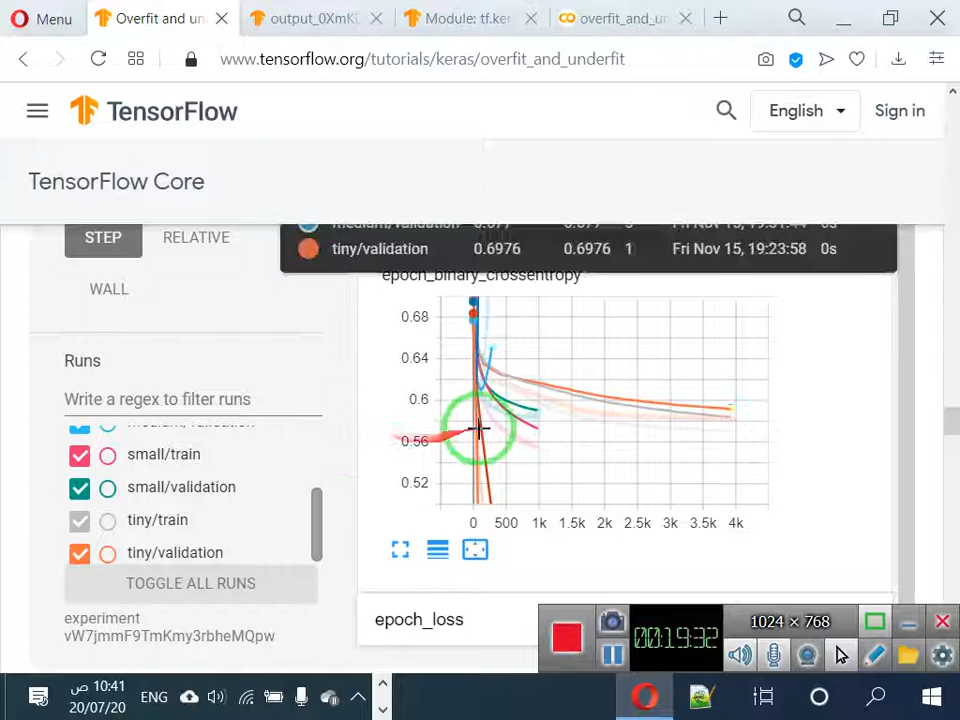 Menu
Overfit and un
output_0XmKl
Module: tf.ker
overfit_and_un
www.tensorflow.org/tutorials/keras/overfit_and_underfit
TensorFlow
English
Sign in
TensorFlow Core
STEP
RELATIVE
WALL
tiny/validation 0.6976 0.6976 1 Fri Nov 15, 19:23:58 0s
epoch_binary_crossentropy
0.68
0.64
0.6
0.56
0.52
0 500 1k 1.5k 2k 2.5k 3k 3.5k 4k
Runs
Write a regex to filter runs
small/train
small/validation
tiny/train
tiny/validation
TOGGLE ALL RUNS
experiment
vW7jmmF9TmKmy3rbheMQpw
epoch_loss
00:19:32
1024 × 768
10:41 ص
20/07/20
ENG